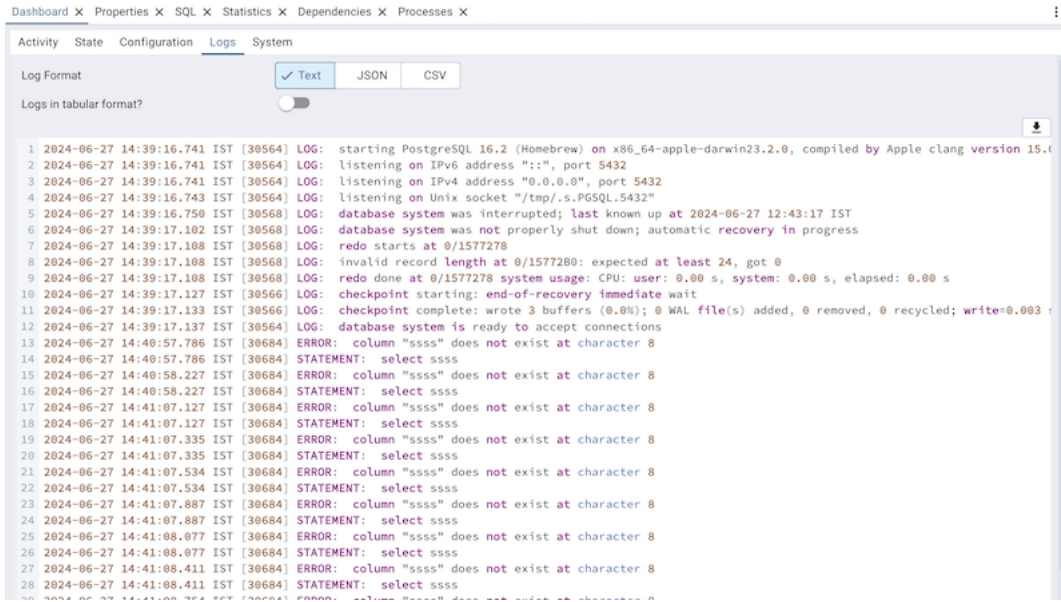 Dashboard Properties SQL Statistics Dependencies Processes
Activity State Configuration Logs System
Log Format Text JSON CSV
Logs in tabular format?
1 2024-06-27 14:39:16.741 IST [30564] LOG: starting PostgreSQL 16.2 (Homebrew) on x86_64-apple-darwin23.2.0, compiled by Apple clang version 15.0
2 2024-06-27 14:39:16.741 IST [30564] LOG: listening on IPv6 address "::", port 5432
3 2024-06-27 14:39:16.741 IST [30564] LOG: listening on IPv4 address "0.0.0.0", port 5432
4 2024-06-27 14:39:16.743 IST [30564] LOG: listening on Unix socket "/tmp/.s.PGSQL.5432"
5 2024-06-27 14:39:16.750 IST [30568] LOG: database system was interrupted; last known up at 2024-06-27 12:43:17 IST
6 2024-06-27 14:39:17.102 IST [30568] LOG: database system was not properly shut down; automatic recovery in progress
7 2024-06-27 14:39:17.108 IST [30568] LOG: redo starts at 0/1577278
8 2024-06-27 14:39:17.108 IST [30568] LOG: invalid record length at 0/15772B0: expected at least 24, got 0
9 2024-06-27 14:39:17.108 IST [30568] LOG: redo done at 0/1577278 system usage: CPU: user: 0.00 s, system: 0.00 s, elapsed: 0.00 s
10 2024-06-27 14:39:17.127 IST [30566] LOG: checkpoint starting: end-of-recovery immediate wait
11 2024-06-27 14:39:17.133 IST [30566] LOG: checkpoint complete: wrote 3 buffers (0.0%); 0 WAL file(s) added, 0 removed, 0 recycled; write=0.003
12 2024-06-27 14:39:17.137 IST [30564] LOG: database system is ready to accept connections
13 2024-06-27 14:40:57.786 IST [30684] ERROR: column "ssss" does not exist at character 8
14 2024-06-27 14:40:57.786 IST [30684] STATEMENT: select ssss
15 2024-06-27 14:40:58.227 IST [30684] ERROR: column "ssss" does not exist at character 8
16 2024-06-27 14:40:58.227 IST [30684] STATEMENT: select ssss
17 2024-06-27 14:41:07.127 IST [30684] ERROR: column "ssss" does not exist at character 8
18 2024-06-27 14:41:07.127 IST [30684] STATEMENT: select ssss
19 2024-06-27 14:41:07.335 IST [30684] ERROR: column "ssss" does not exist at character 8
20 2024-06-27 14:41:07.335 IST [30684] STATEMENT: select ssss
21 2024-06-27 14:41:07.534 IST [30684] ERROR: column "ssss" does not exist at character 8
22 2024-06-27 14:41:07.534 IST [30684] STATEMENT: select ssss
23 2024-06-27 14:41:07.887 IST [30684] ERROR: column "ssss" does not exist at character 8
24 2024-06-27 14:41:07.887 IST [30684] STATEMENT: select ssss
25 2024-06-27 14:41:08.077 IST [30684] ERROR: column "ssss" does not exist at character 8
26 2024-06-27 14:41:08.077 IST [30684] STATEMENT: select ssss
27 2024-06-27 14:41:08.411 IST [30684] ERROR: column "ssss" does not exist at character 8
28 2024-06-27 14:41:08.411 IST [30684] STATEMENT: select ssss